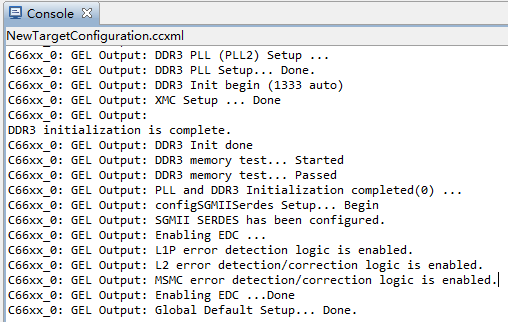 Console
NewTargetConfiguration.ccxml
C66xx_0: GEL Output: DDR3 PLL (PLL2) Setup ...
C66xx_0: GEL Output: DDR3 PLL Setup... Done.
C66xx_0: GEL Output: DDR3 Init begin (1333 auto)
C66xx_0: GEL Output: XMC Setup ... Done
C66xx_0: GEL Output:
DDR3 initialization is complete.
C66xx_0: GEL Output: DDR3 Init done
C66xx_0: GEL Output: DDR3 memory test... Started
C66xx_0: GEL Output: DDR3 memory test... Passed
C66xx_0: GEL Output: PLL and DDR3 Initialization completed(0) ...
C66xx_0: GEL Output: configSGMIISerdes Setup... Begin
C66xx_0: GEL Output: SGMII SERDES has been configured.
C66xx_0: GEL Output: Enabling EDC ...
C66xx_0: GEL Output: L1P error detection logic is enabled.
C66xx_0: GEL Output: L2 error detection/correction logic is enabled.
C66xx_0: GEL Output: MSMC error detection/correction logic is enabled.
C66xx_0: GEL Output: Enabling EDC ...Done
C66xx_0: GEL Output: Global Default Setup... Done.